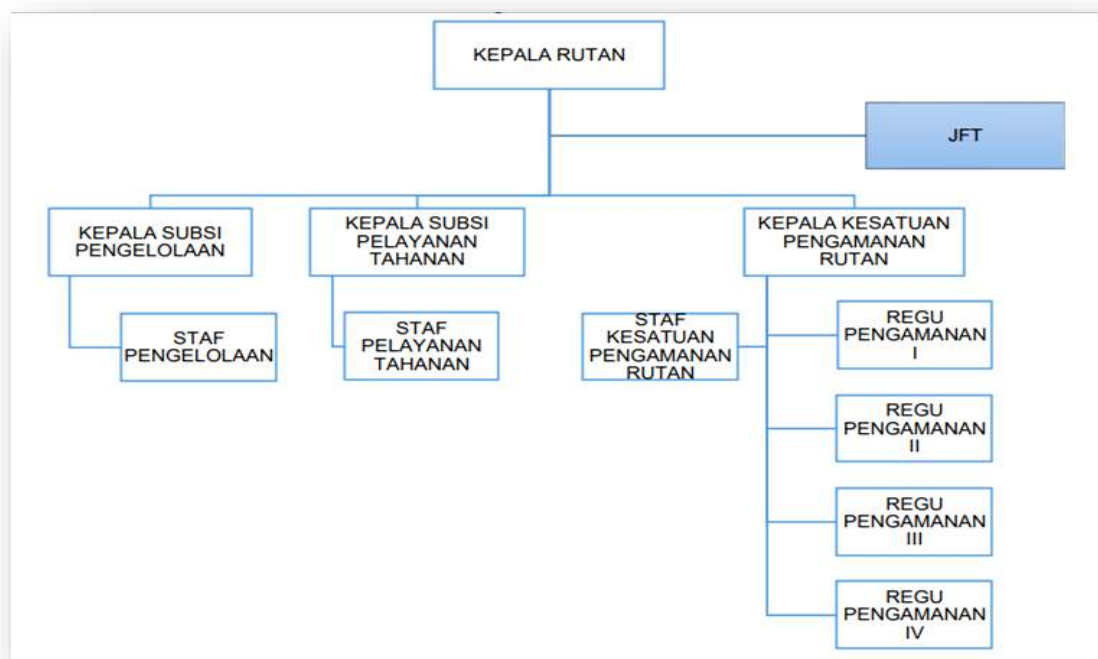 KEPALA RUTAN
JFT
KEPALA SUBSI
PENGELOLAAN
KEPALA SUBSI
PELAYANAN
TAHANAN
KEPALA KESATUAN
PENGAMANAN
RUTAN
STAF
PENGELOLAAN
STAF
PELAYANAN
TAHANAN
STAF
KESATUAN
PENGAMANAN
RUTAN
REGU
PENGAMANAN
I
REGU
PENGAMANAN
II
REGU
PENGAMANAN
III
REGU
PENGAMANAN
IV